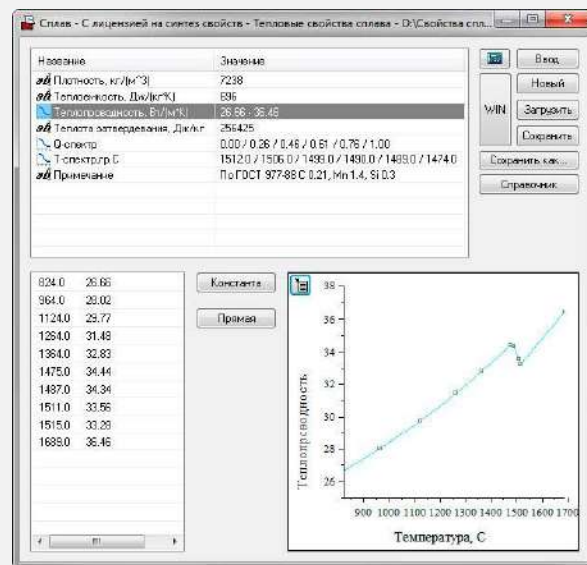 Сплав - С лицензией на синтез свойств - Тепловые свойства сплава - D:\Свойства спл...
Название Значение
Плотность, кг/(м^3) 7238
Теплоемкость, Дж/(кг*К) 696
Теплопроводность, Вт/(м*К) 26.66 - 36.46
Теплота затвердевания, Дж/кг 256425
Q-спектр 0.00 / 0.26 / 0.46 / 0.61 / 0.76 / 1.00
Т-спектр,гр.С 1512.0 / 1506.0 / 1499.0 / 1490.0 / 1489.0 / 1474.0
Примечание По ГОСТ 977-88 С 0.21, Mn 1.4, Si 0.3
Ввод
Новый
WIN
Загрузить
Сохранить
Сохранить как...
Справочник
824.0 26.66
964.0 28.02
1124.0 29.77
1264.0 31.48
1364.0 32.83
1475.0 34.44
1487.0 34.34
1511.0 33.56
1515.0 33.28
1689.0 36.46
Константа
Прямая
38
36
34
32
30
28
26
Теплопроводность
900 1000 1100 1200 1300 1400 1500 1600 1700
Температура, С